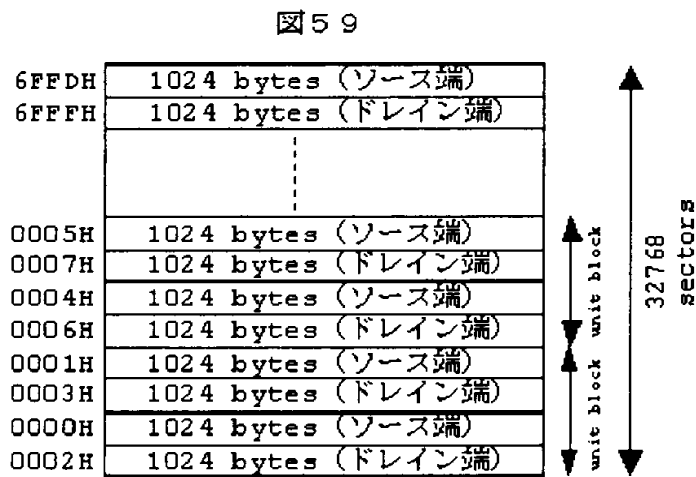 図59
6FFDH 1024 bytes (ソース端)
6FFFH 1024 bytes (ドレイン端)
0005H 1024 bytes (ソース端)
0007H 1024 bytes (ドレイン端)
0004H 1024 bytes (ソース端)
0006H 1024 bytes (ドレイン端)
0001H 1024 bytes (ソース端)
0003H 1024 bytes (ドレイン端)
0000H 1024 bytes (ソース端)
0002H 1024 bytes (ドレイン端)
unit block
unit block
32768
sectors